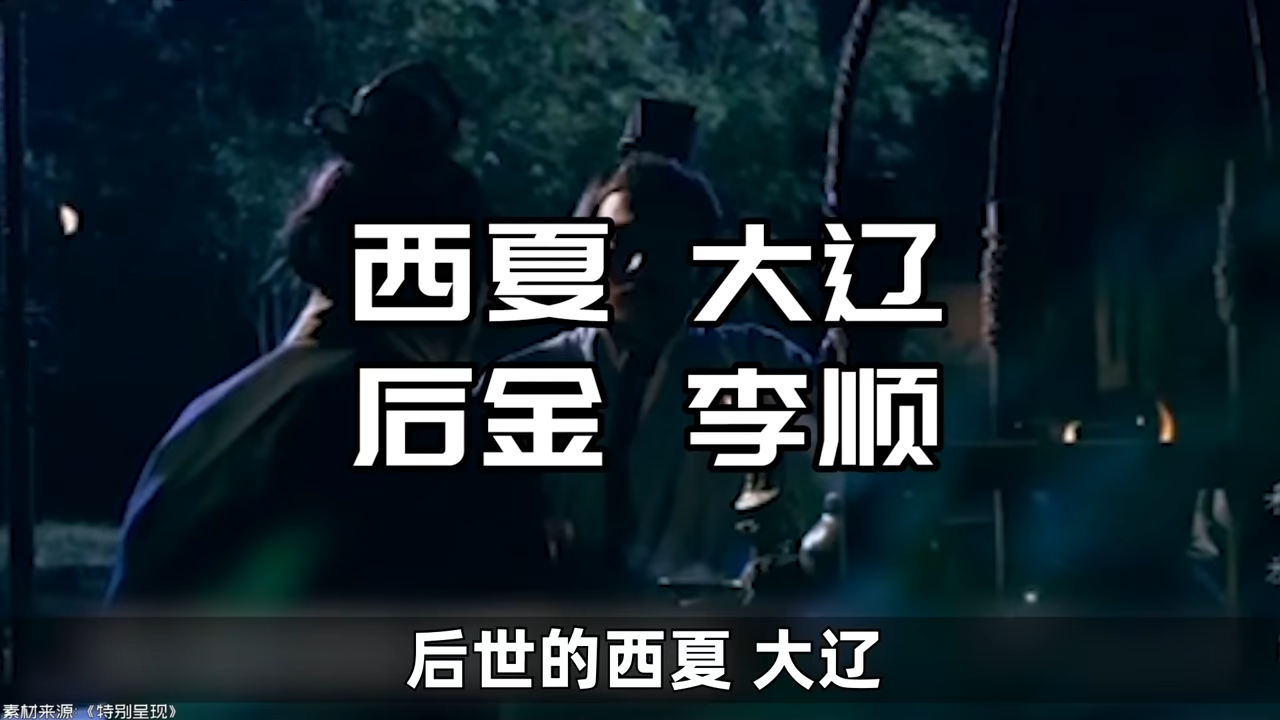 西夏 大辽
后金 李顺
后世的西夏 大辽
素材来源:《特别呈现》